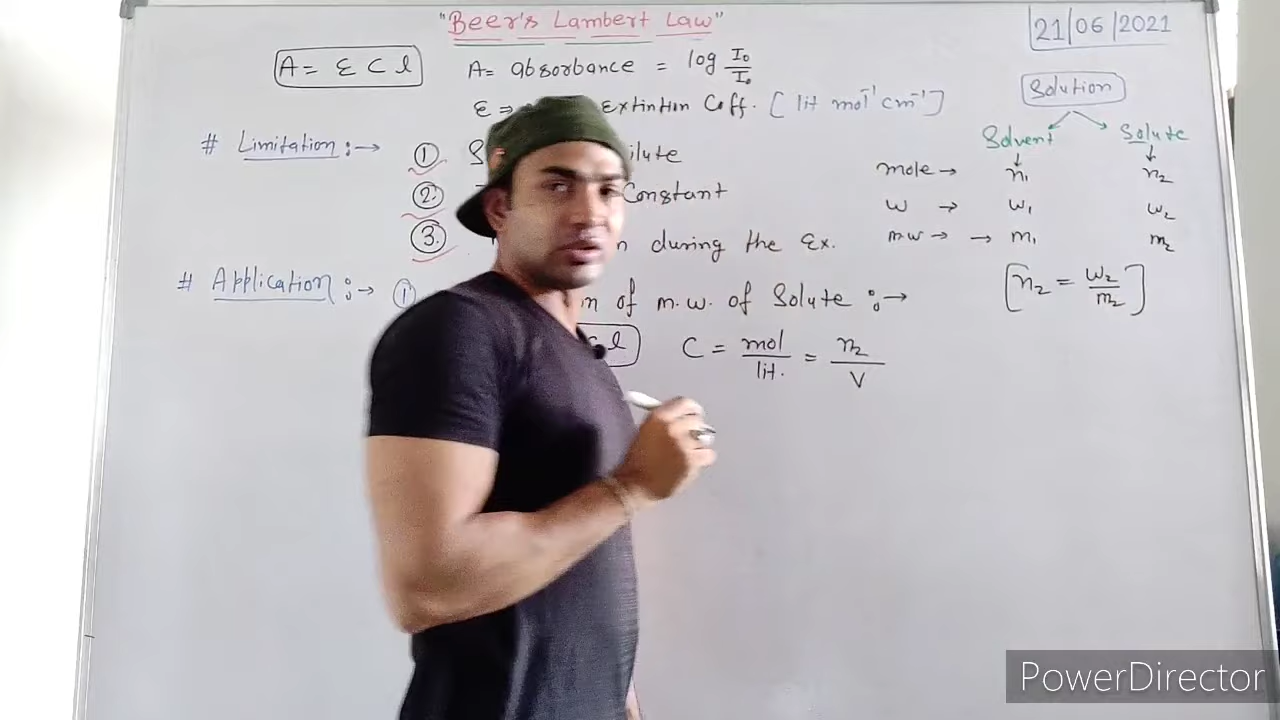 "Beer's Lambert Law"
21/06/2021
A = ε C l
A = absorbance = log I₀/I₀
ε ⇒ Extintion Coff. [lit mol⁻¹ cm⁻¹]
Solution
Solvent Solute
# Limitation :→
①
②
Constant
③.
during the Ex.
mole → n₁ n₂
w → w₁ w₂
m.w → → m₁ m₂
[n₂ = w₂/m₂]
# Application :→ ① of m.w. of Solute :→
C l
C = mol/lit. = n₂/V
PowerDirector